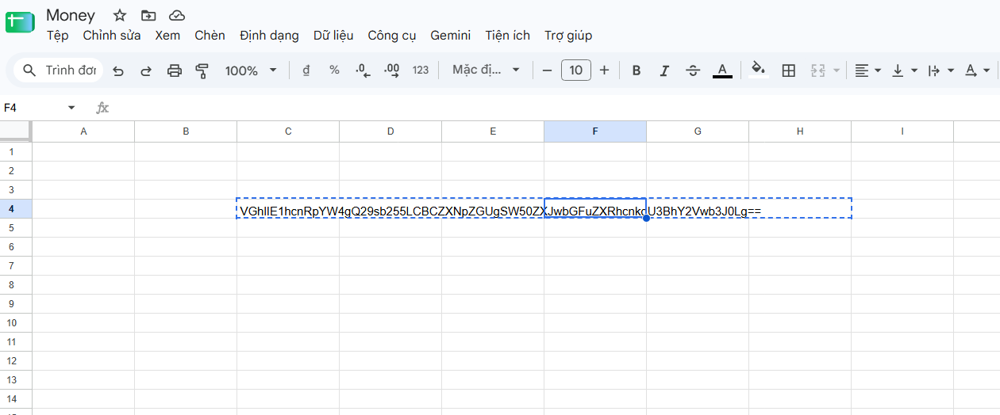 Money
Tệp Chỉnh sửa Xem Chèn Định dạng Dữ liệu Công cụ Gemini Tiện ích Trợ giúp
Trình đơn 100% ₫ % .0 .00 123 Mặc đị... − 10 + B I S A A
F4 fx
A B C D E F G H I
1
2
3
4 VGhlIE1hcnRpYW4gQ29sb255LCBCZXNpZGUgSW50ZXJwbGFuZXRhcnkgU3BhY2Vwb3J0Lg==
5
6
7
8
9
10
11
12
13
14